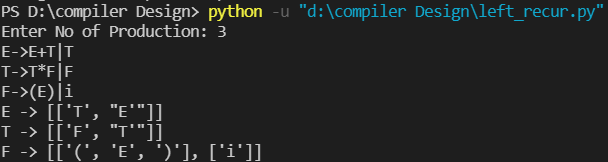 PS D:\compiler Design> python -u "d:\compiler Design\left_recur.py"
Enter No of Production: 3
E->E+T|T
T->T*F|F
F->(E)|i
E -> [['T', "E'"]]
T -> [['F', "T'"]]
F -> [['(', 'E', ')'], ['i']]